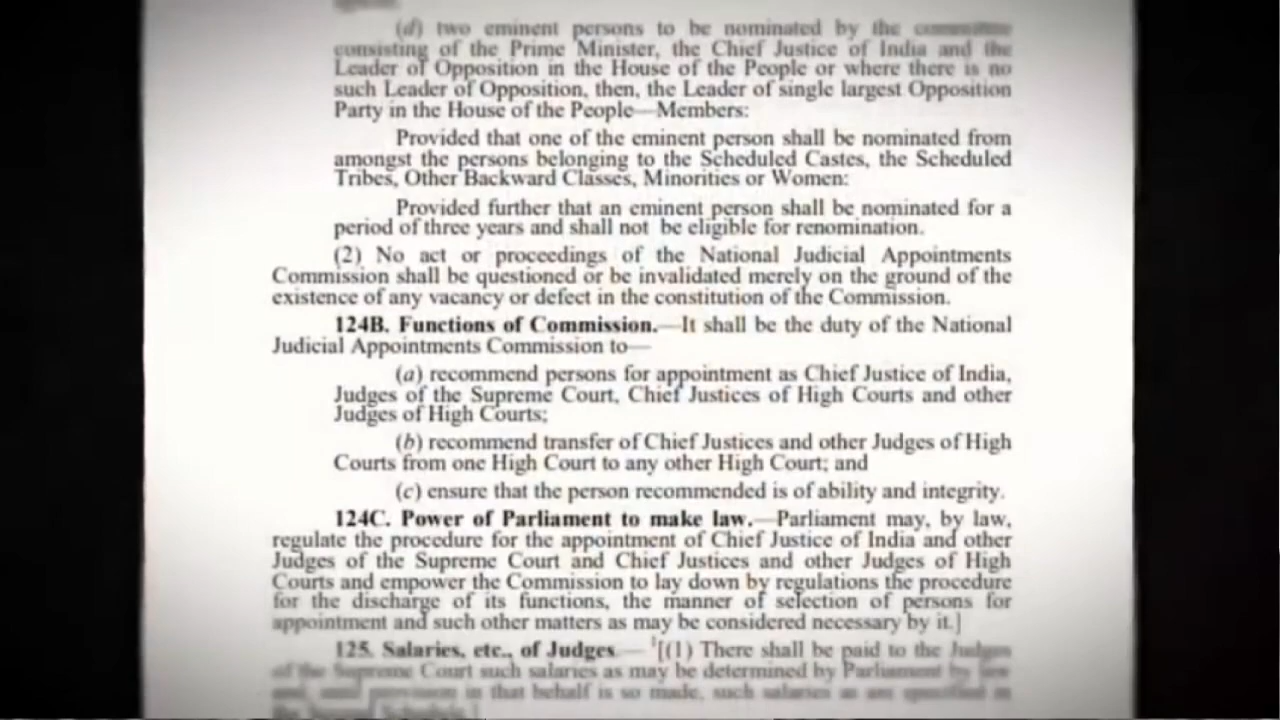 (d) two eminent persons to be nominated by the committee
consisting of the Prime Minister, the Chief Justice of India and the
Leader of Opposition in the House of the People or where there is no
such Leader of Opposition, then, the Leader of single largest Opposition
Party in the House of the People—Members:
Provided that one of the eminent person shall be nominated from
amongst the persons belonging to the Scheduled Castes, the Scheduled
Tribes, Other Backward Classes, Minorities or Women:
Provided further that an eminent person shall be nominated for a
period of three years and shall not be eligible for renomination.
(2) No act or proceedings of the National Judicial Appointments
Commission shall be questioned or be invalidated merely on the ground of the
existence of any vacancy or defect in the constitution of the Commission.
124B. Functions of Commission.—It shall be the duty of the National
Judicial Appointments Commission to—
(a) recommend persons for appointment as Chief Justice of India,
Judges of the Supreme Court, Chief Justices of High Courts and other
Judges of High Courts;
(b) recommend transfer of Chief Justices and other Judges of High
Courts from one High Court to any other High Court; and
(c) ensure that the person recommended is of ability and integrity.
124C. Power of Parliament to make law.—Parliament may, by law,
regulate the procedure for the appointment of Chief Justice of India and other
Judges of the Supreme Court and Chief Justices and other Judges of High
Courts and empower the Commission to lay down by regulations the procedure
for the discharge of its functions, the manner of selection of persons for
appointment and such other matters as may be considered necessary by it.]
125. Salaries, etc., of Judges.—¹[(1) There shall be paid to the Judges
of the Supreme Court such salaries as may be determined by Parliament by law
in that behalf is so made, such salaries as are specified in